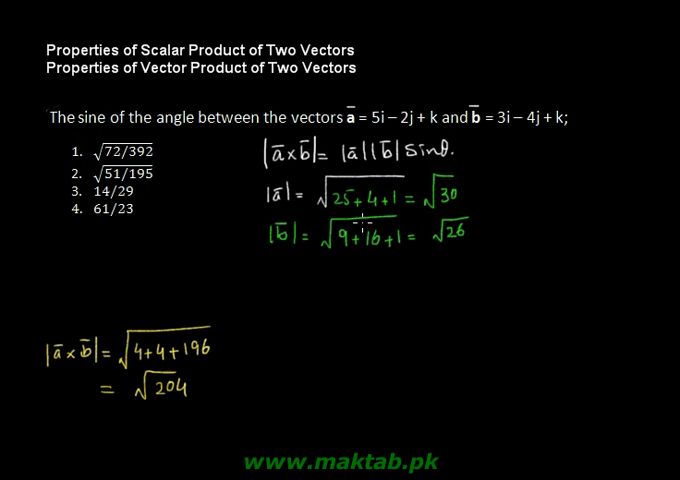 Properties of Scalar Product of Two Vectors
Properties of Vector Product of Two Vectors
The sine of the angle between the vectors a̅ = 5i − 2j + k and b̅ = 3i − 4j + k;
1. √72/392
2. √51/195
3. 14/29
4. 61/23
|a̅ × b̅| = |a̅||b̅| Sinθ.
|a̅| = √25+4+1 = √30
|b̅| = √9+16+1 = √26
|a̅ × b̅| = √4+4+196
= √204
www.maktab.pk